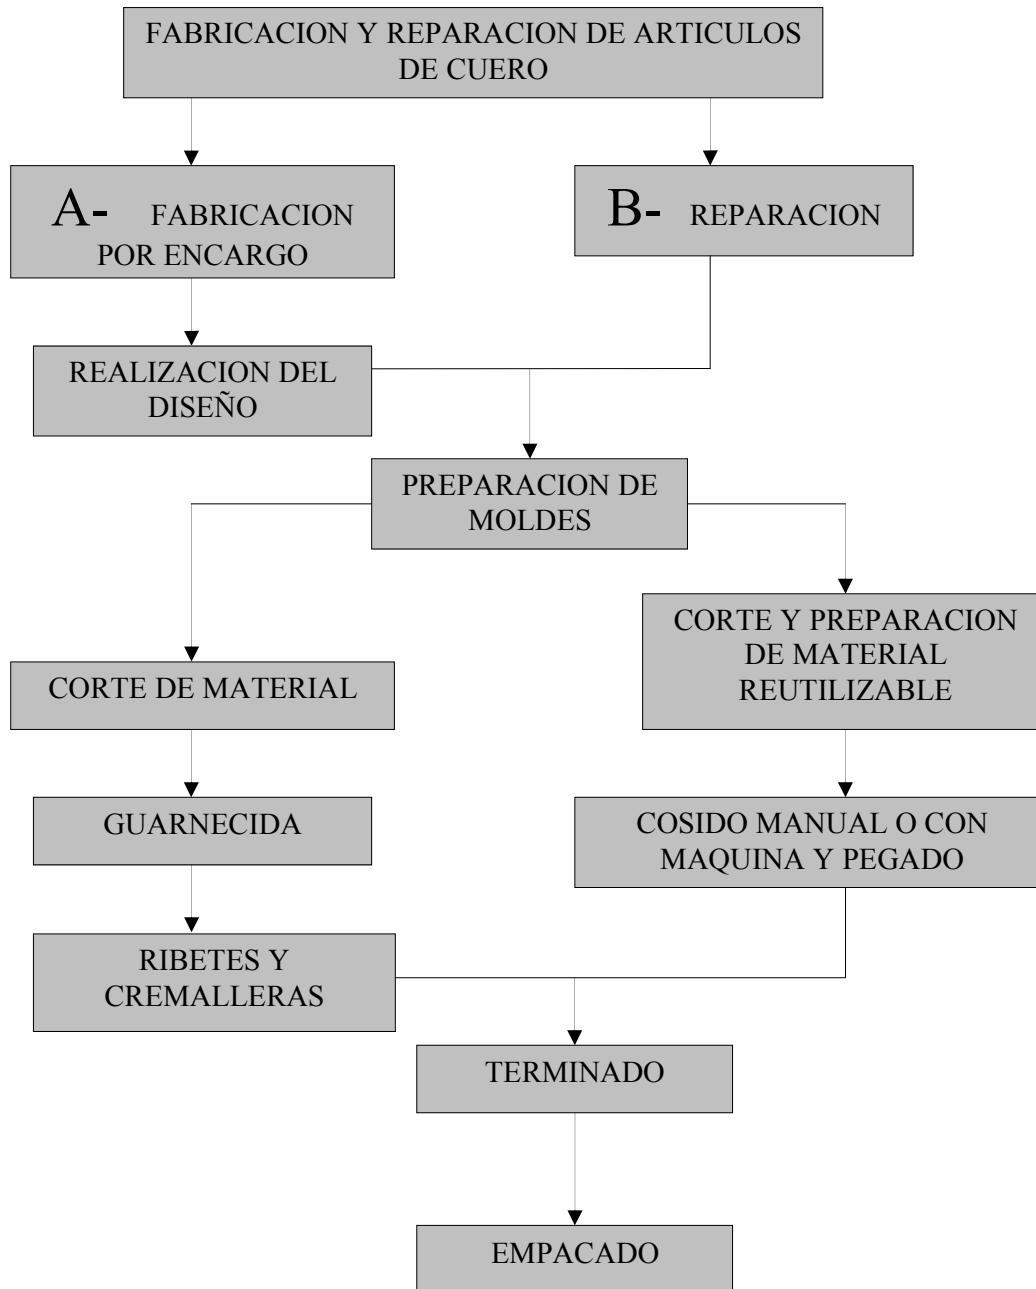 FABRICACION Y REPARACION DE ARTICULOS
DE CUERO
A- FABRICACION
POR ENCARGO
B- REPARACION
REALIZACION DEL
DISEÑO
PREPARACION DE
MOLDES
CORTE Y PREPARACION
DE MATERIAL
REUTILIZABLE
CORTE DE MATERIAL
GUARNECIDA
COSIDO MANUAL O CON
MAQUINA Y PEGADO
RIBETES Y
CREMALLERAS
TERMINADO
EMPACADO